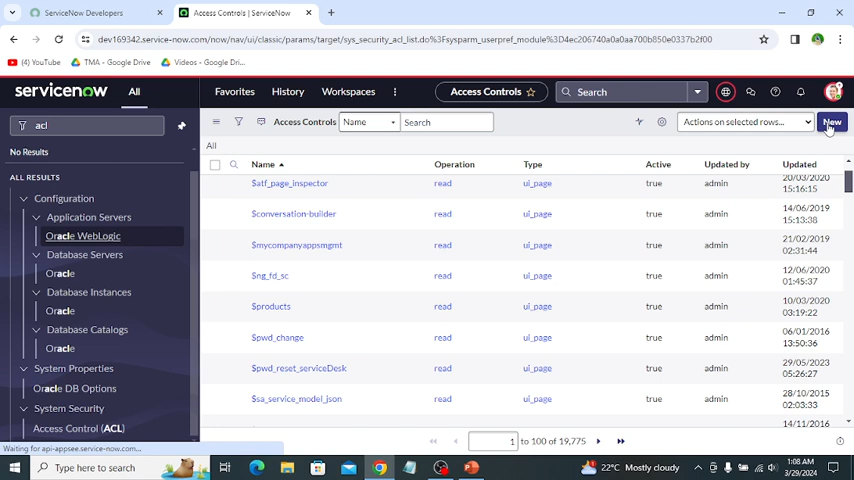 ServiceNow Developers
Access Controls | ServiceNow
dev169342.service-now.com/now/nav/ui/classic/params/target/sys_security_acl_list.do%3Fsysparm_userpref_module%3D4ec206740a0a0aa700b850e0337b2f00
(4) YouTube
TMA - Google Drive
Videos - Google Dri...
servicenow
All
Favorites
History
Workspaces
Access Controls
Search
acl
Access Controls
Name
Search
Actions on selected rows...
New
No Results
All
ALL RESULTS
Name
Operation
Type
Active
Updated by
Updated
Configuration
Application Servers
Oracle WebLogic
Database Servers
Oracle
Database Instances
Oracle
Database Catalogs
Oracle
System Properties
Oracle DB Options
System Security
Access Control (ACL)
$atf_page_inspector read ui_page true admin 20/03/2020 15:16:15
$conversation-builder read ui_page true admin 14/06/2019 15:13:38
$mycompanyappsmgmt read ui_page true admin 21/02/2019 02:31:44
$ng_fd_sc read ui_page true admin 12/06/2020 01:45:37
$products read ui_page true admin 10/03/2020 03:19:22
$pwd_change read ui_page true admin 06/01/2016 13:50:36
$pwd_reset_serviceDesk read ui_page true admin 29/05/2023 05:26:27
$sa_service_model_json read ui_page true admin 28/10/2015 02:03:33
14/11/2016
1 to 100 of 19,775
Waiting for api-appsee.service-now.com...
Type here to search
22°C Mostly cloudy
1:08 AM
3/29/2024